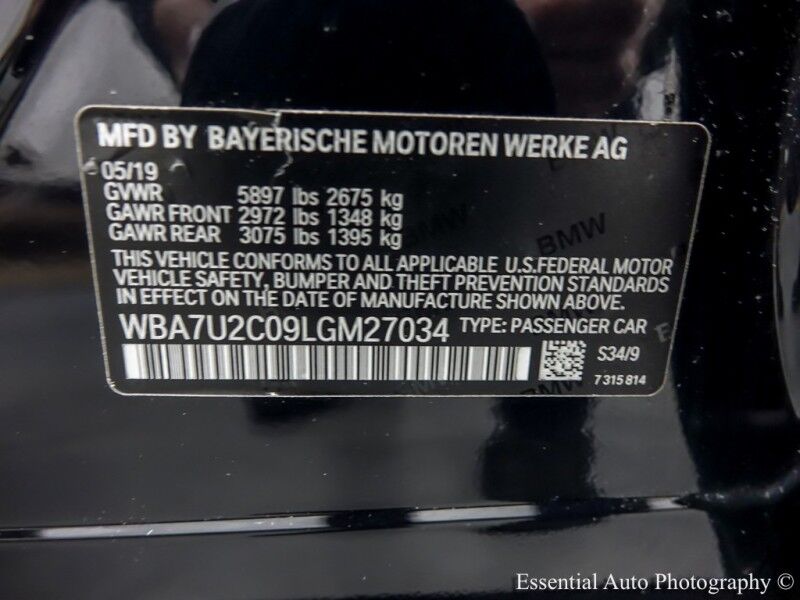 MFD BY BAYERISCHE MOTOREN WERKE AG
05/19
GVWR 5897 lbs 2675 kg
GAWR FRONT 2972 lbs 1348 kg
GAWR REAR 3075 lbs 1395 kg
THIS VEHICLE CONFORMS TO ALL APPLICABLE U.S.FEDERAL MOTOR
VEHICLE SAFETY, BUMPER AND THEFT PREVENTION STANDARDS
IN EFFECT ON THE DATE OF MANUFACTURE SHOWN ABOVE.
WBA7U2C09LGM27034 TYPE: PASSENGER CAR
S34/9
7 315 814
BMW
BMW
BMW
Essential Auto Photography ©